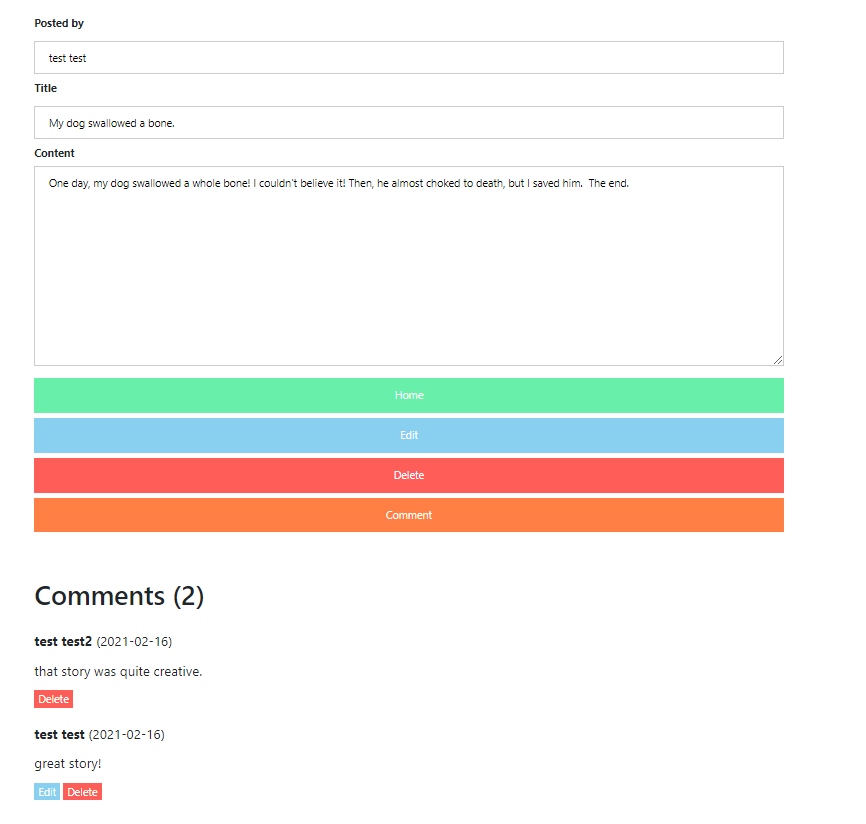 Posted by
test test
Title
My dog swallowed a bone.
Content
One day, my dog swallowed a whole bone! I couldn't believe it! Then, he almost choked to death, but I saved him.  The end.
Home
Edit
Delete
Comment
Comments (2)
test test2 (2021-02-16)
that story was quite creative.
Delete
test test (2021-02-16)
great story!
Edit Delete